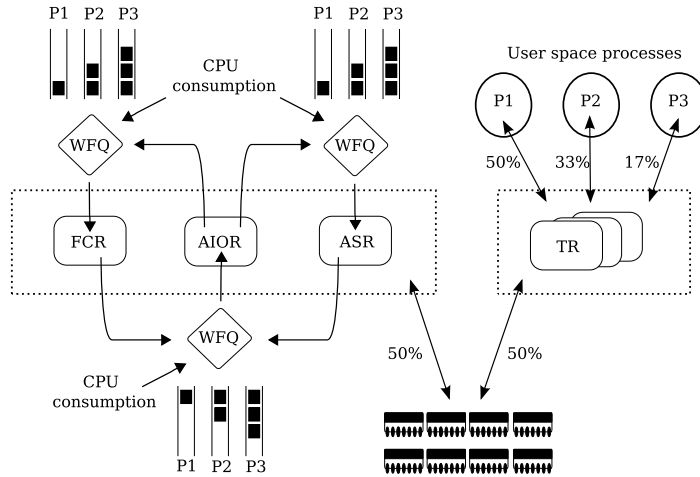 P1 P2 P3
P1 P2 P3
CPU
consumption
User space processes
P1
P2
P3
WFQ
WFQ
50%
33%
17%
FCR
AIOR
ASR
TR
WFQ
50%
50%
CPU
consumption
P1 P2 P3